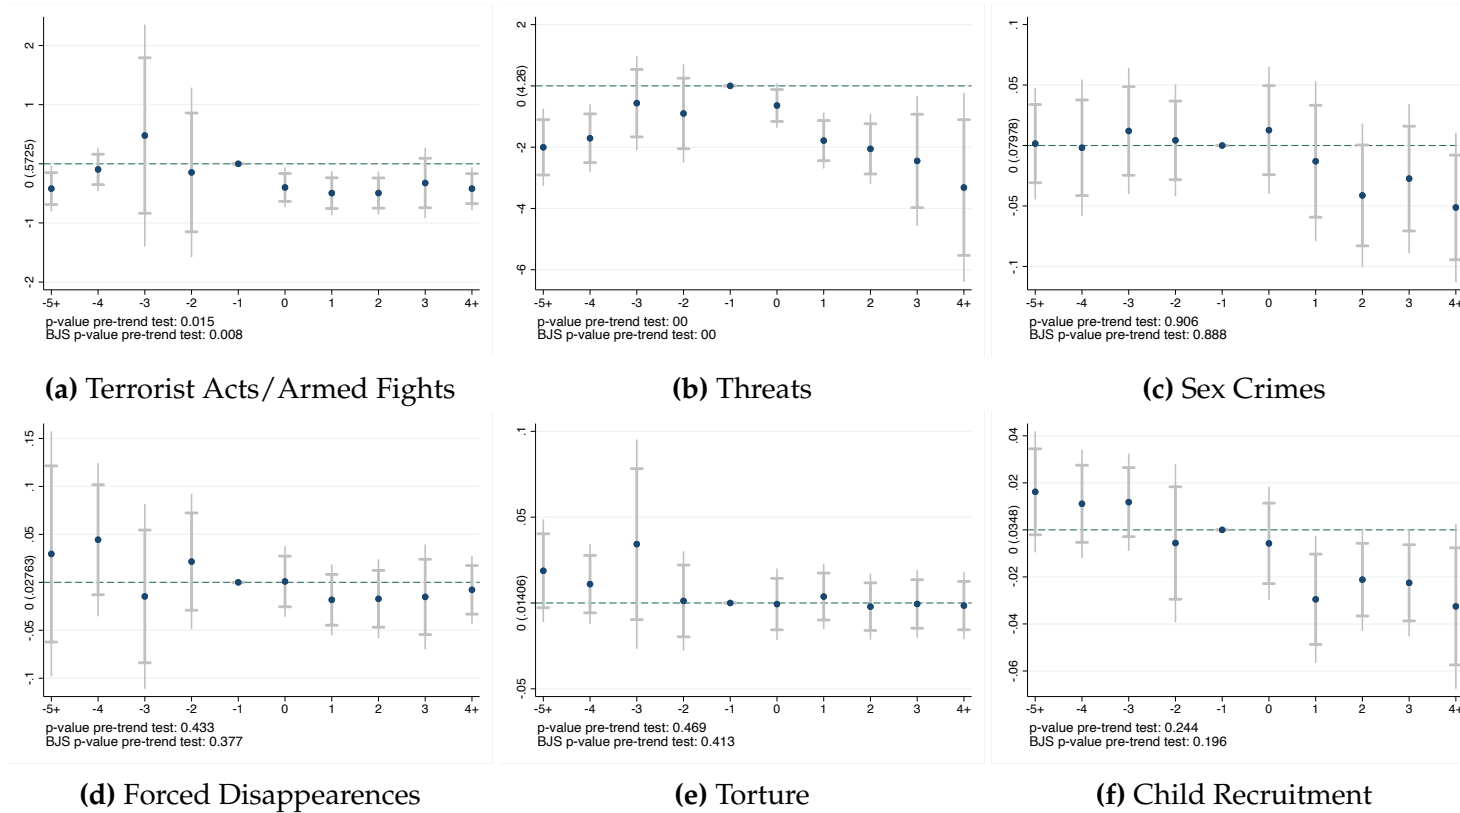 2
1
0 (.5725)
-1
-2
-5+ -4 -3 -2 -1 0 1 2 3 4+
p-value pre-trend test: 0.015
BJS p-value pre-trend test: 0.008
(a) Terrorist Acts/Armed Fights
2
0 (4.26)
-2
-4
-6
-5+ -4 -3 -2 -1 0 1 2 3 4+
p-value pre-trend test: 00
BJS p-value pre-trend test: 00
(b) Threats
.1
.05
0 (.07978)
-.05
-.1
-5+ -4 -3 -2 -1 0 1 2 3 4+
p-value pre-trend test: 0.906
BJS p-value pre-trend test: 0.888
(c) Sex Crimes
.15
.1
.05
0 (.02763)
-.05
-.1
-5+ -4 -3 -2 -1 0 1 2 3 4+
p-value pre-trend test: 0.433
BJS p-value pre-trend test: 0.377
(d) Forced Disappearences
.1
.05
0 (.0406)
-.05
-5+ -4 -3 -2 -1 0 1 2 3 4+
p-value pre-trend test: 0.469
BJS p-value pre-trend test: 0.413
(e) Torture
.04
.02
0 (.0348)
-.02
-.04
-.06
-5+ -4 -3 -2 -1 0 1 2 3 4+
p-value pre-trend test: 0.244
BJS p-value pre-trend test: 0.196
(f) Child Recruitment